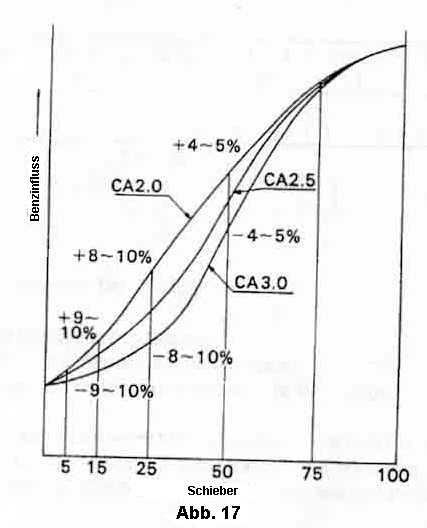 +4~5%
CA2.0
CA2.5
Benzinfluss
-4~5%
+8~10%
CA3.0
+9~
10%
-8~10%
-9~10%
5 15 25 50 75 100
Schieber
Abb. 17